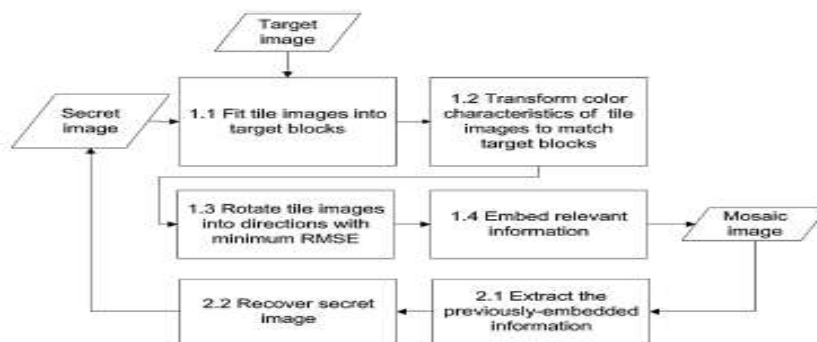 Target
image
Secret
image
1.1 Fit tile images into
target blocks
1.2 Transform color
characteristics of tile
images to match
target blocks
1.3 Rotate tile images
into directions with
minimum RMSE
1.4 Embed relevant
information
Mosaic
image
2.2 Recover secret
image
2.1 Extract the
previously-embedded
information